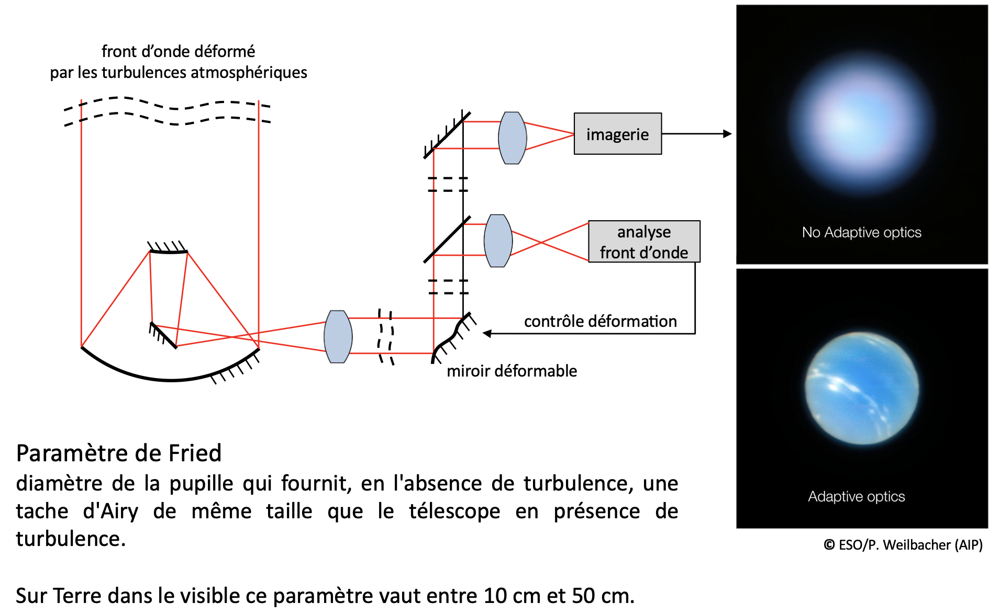 front d’onde déformé
par les turbulences atmosphériques
imagerie
analyse
front d’onde
contrôle déformation
miroir déformable
No Adaptive optics
Adaptive optics
© ESO/P. Weilbacher (AIP)
Paramètre de Fried
diamètre de la pupille qui fournit, en l'absence de turbulence, une
tache d'Airy de même taille que le télescope en présence de
turbulence.
Sur Terre dans le visible ce paramètre vaut entre 10 cm et 50 cm.